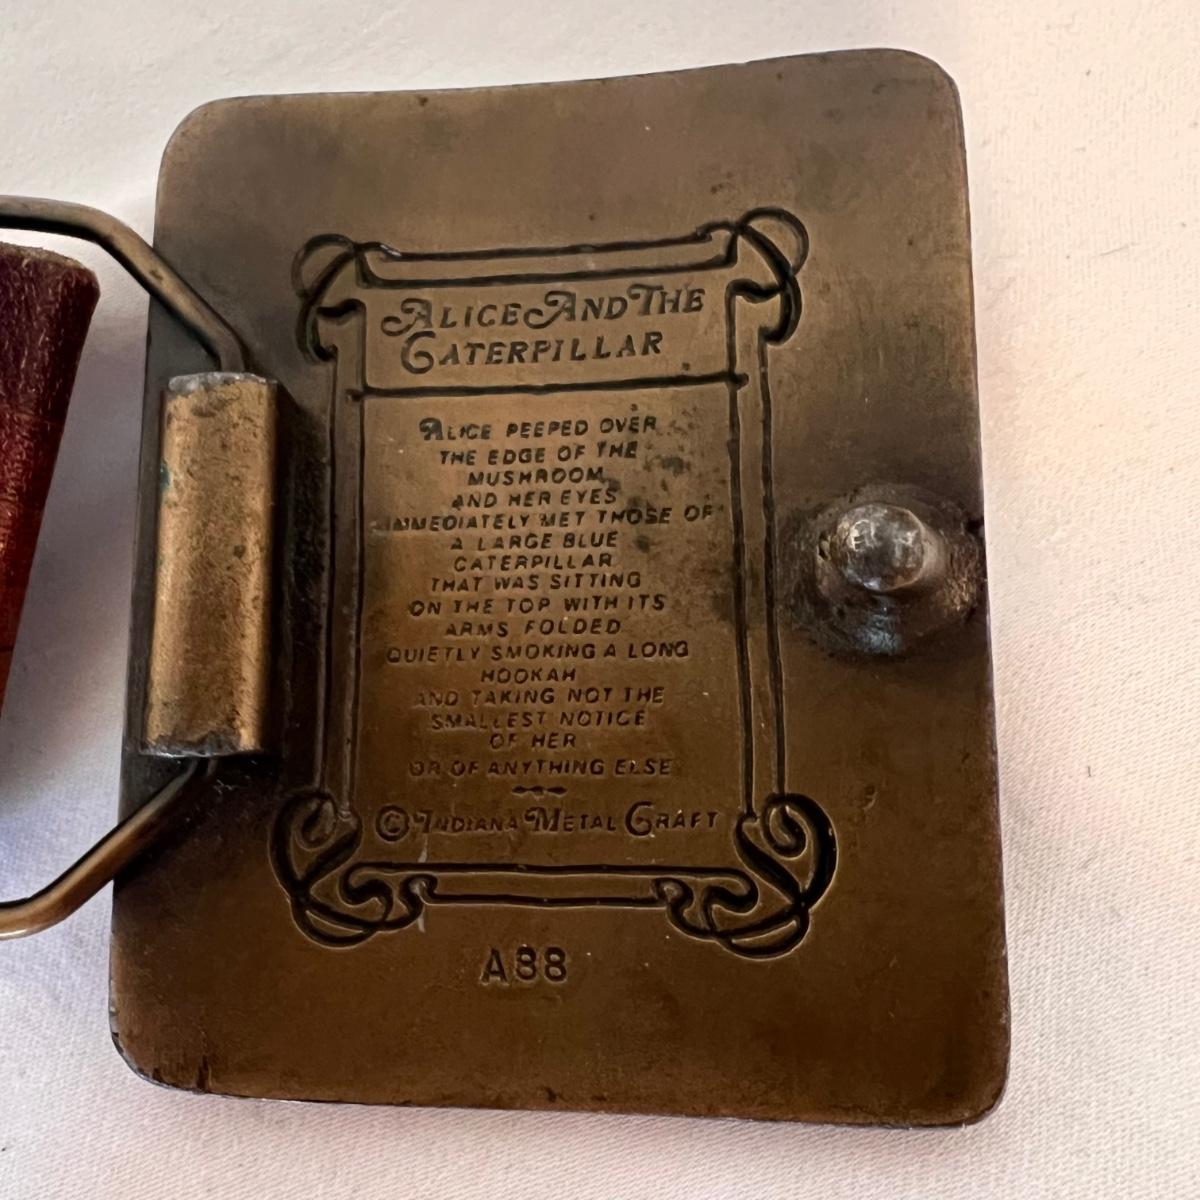 ALICE AND THE
CATERPILLAR
ALICE PEEPED OVER
THE EDGE OF THE
MUSHROOM
AND HER EYES
IMMEDIATELY MET THOSE OF
A LARGE BLUE
CATERPILLAR
THAT WAS SITTING
ON THE TOP WITH ITS
ARMS FOLDED
QUIETLY SMOKING A LONG
HOOKAH
AND TAKING NOT THE
SMALLEST NOTICE
OF HER
OR OF ANYTHING ELSE
© INDIANA METAL CRAFT
A88